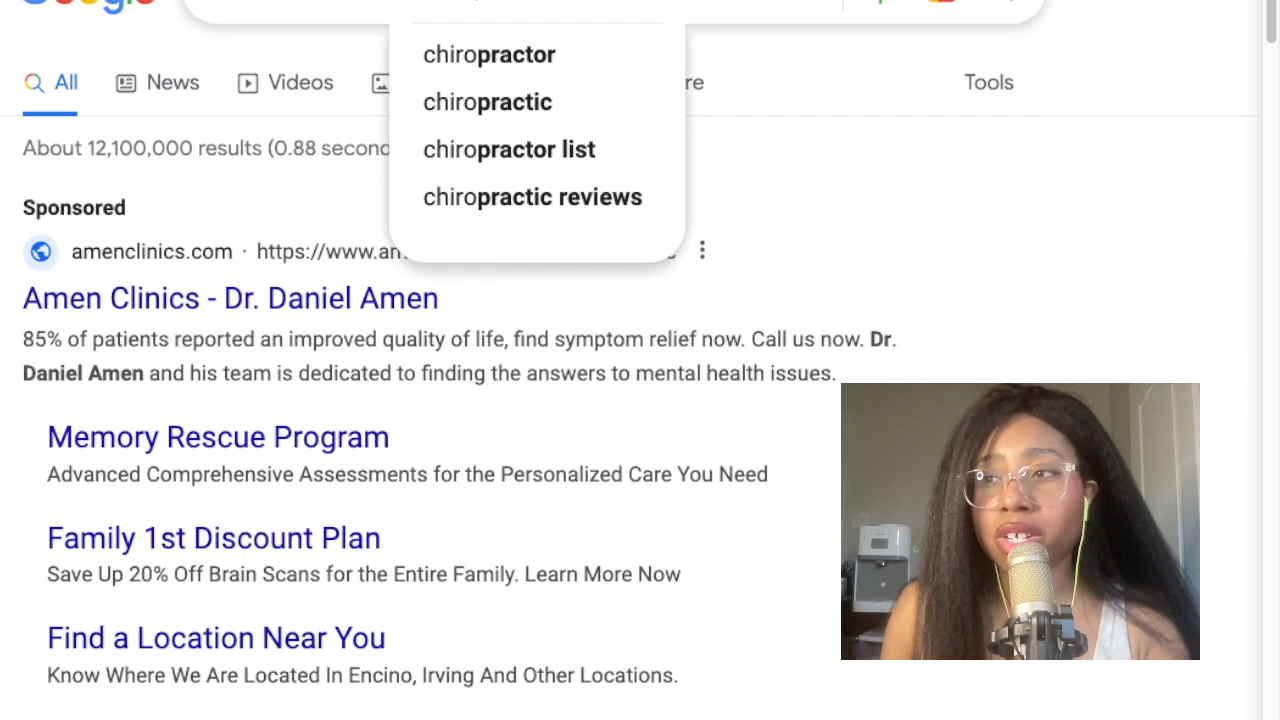 Google
chiropractor
chiropractic
chiropractor list
chiropractic reviews
All
News
Videos
re
Tools
About 12,100,000 results (0.88 second
Sponsored
amenclinics.com · https://www.an
Amen Clinics - Dr. Daniel Amen
85% of patients reported an improved quality of life, find symptom relief now. Call us now. Dr.
Daniel Amen and his team is dedicated to finding the answers to mental health issues.
Memory Rescue Program
Advanced Comprehensive Assessments for the Personalized Care You Need
Family 1st Discount Plan
Save Up 20% Off Brain Scans for the Entire Family. Learn More Now
Find a Location Near You
Know Where We Are Located In Encino, Irving And Other Locations.